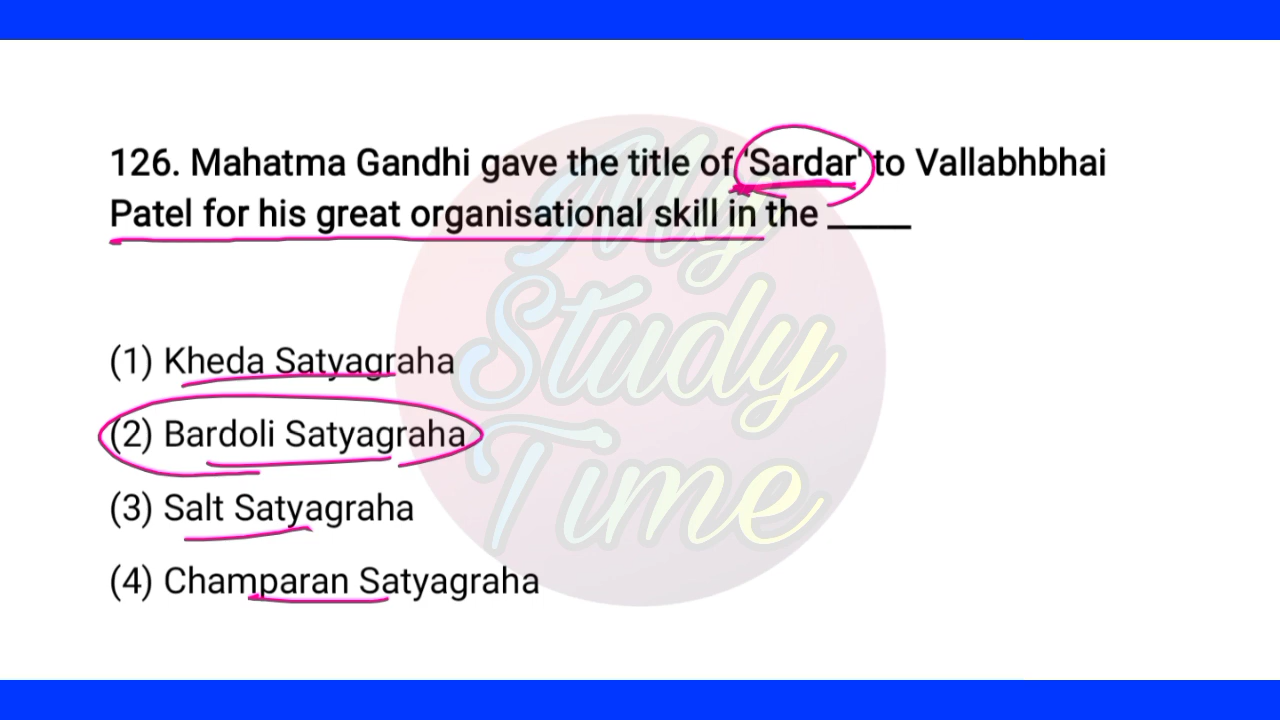 126. Mahatma Gandhi gave the title of 'Sardar' to Vallabhbhai
Patel for his great organisational skill in the _____
(1) Kheda Satyagraha
(2) Bardoli Satyagraha
(3) Salt Satyagraha
(4) Champaran Satyagraha
My
Study
Time